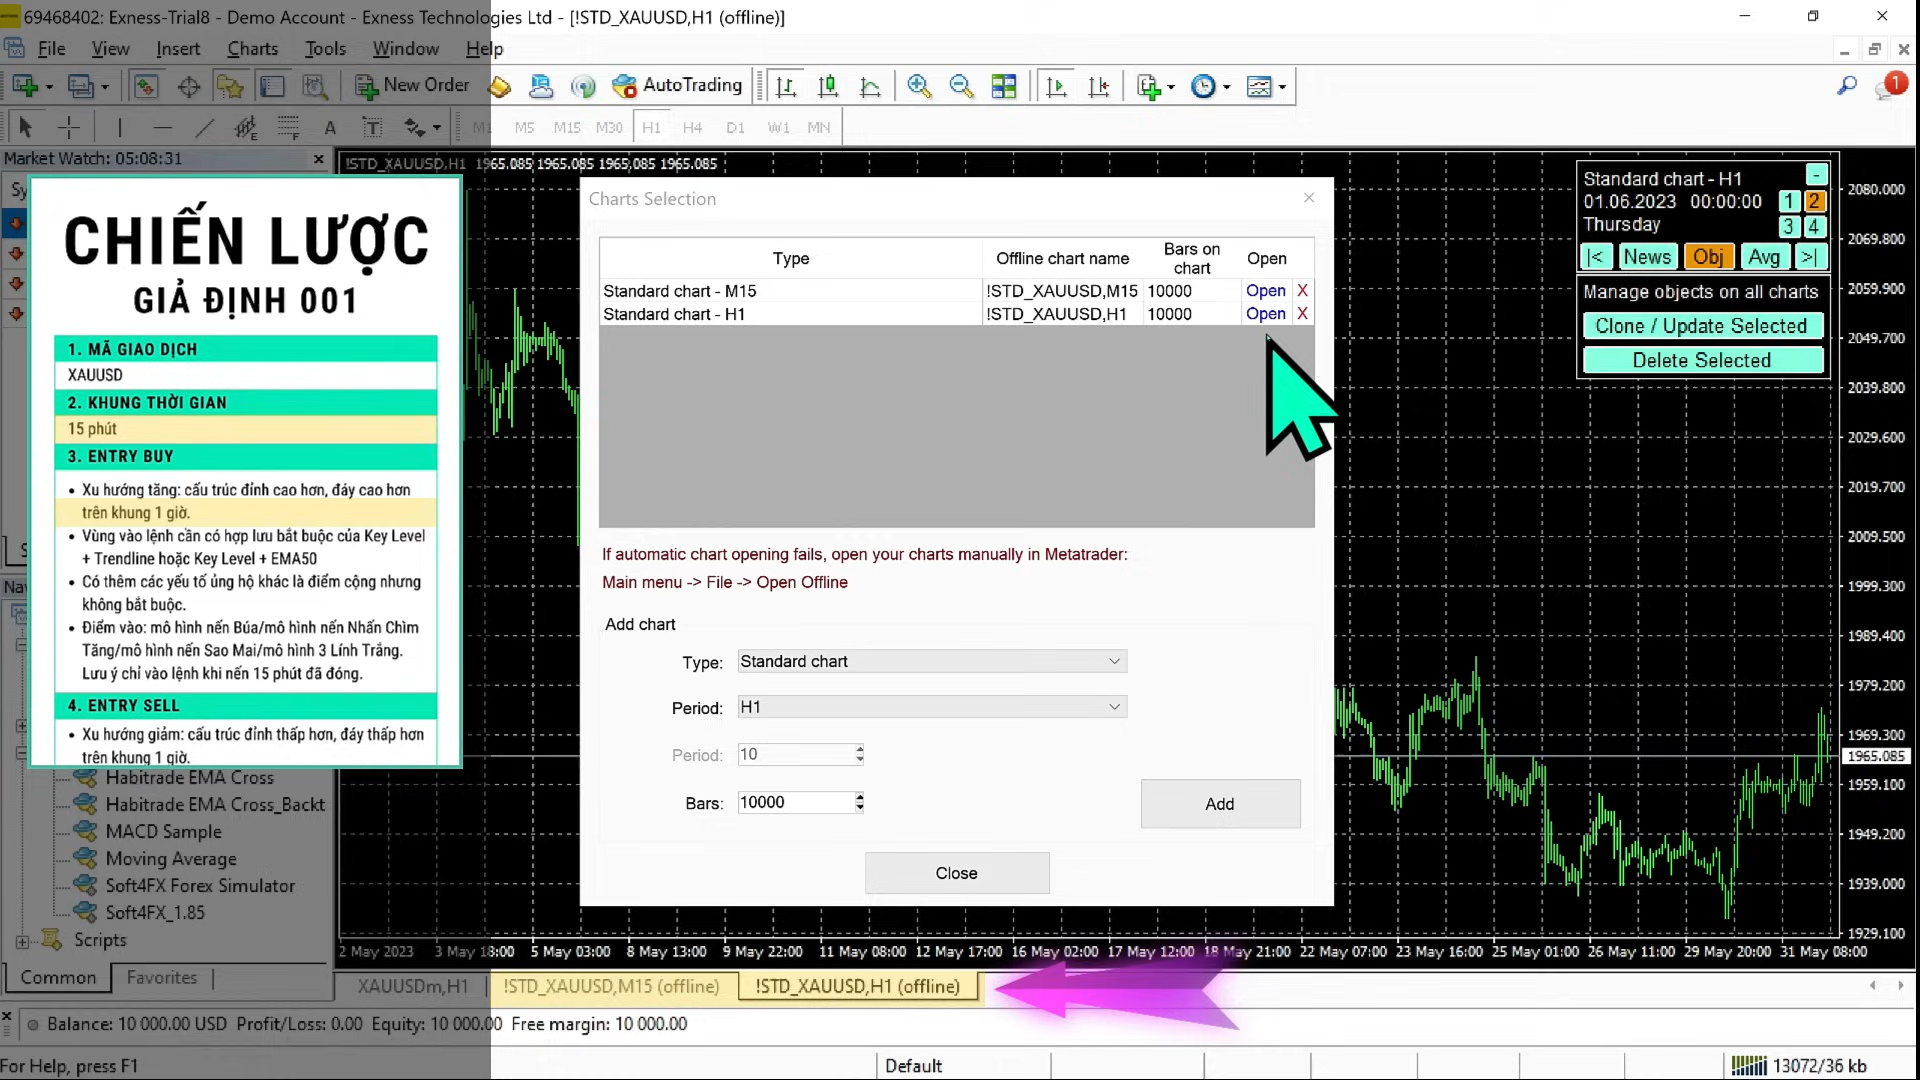 69468402: Exness-Trial8 - Demo Account - Exness Technologies Ltd - [!STD_XAUUSD,H1 (offline)]
File View Insert Charts Tools Window Help
New Order AutoTrading 1
A T M1 M5 M15 M30 H1 H4 D1 W1 MN
Market Watch: 05:08:31
!STD_XAUUSD,H1 1965.085 1965.085 1965.085 1965.085
CHIẾN LƯỢC
GIẢ ĐỊNH 001
1. MÃ GIAO DỊCH
XAUUSD
2. KHUNG THỜI GIAN
15 phút
3. ENTRY BUY
• Xu hướng tăng: cấu trúc đỉnh cao hơn, đáy cao hơn
trên khung 1 giờ.
• Vùng vào lệnh cần có hợp lưu bắt buộc của Key Level
+ Trendline hoặc Key Level + EMA50
• Có thêm các yếu tố ủng hộ khác là điểm cộng nhưng
không bắt buộc.
• Điểm vào: mô hình nến Búa/mô hình nến Nhấn Chìm
Tăng/mô hình nến Sao Mai/mô hình 3 Lính Trắng.
Lưu ý chỉ vào lệnh khi nến 15 phút đã đóng.
4. ENTRY SELL
• Xu hướng giảm: cấu trúc đỉnh thấp hơn, đáy thấp hơn
trên khung 1 giờ.
Habitrade EMA Cross
Habitrade EMA Cross_Backt
MACD Sample
Moving Average
Soft4FX Forex Simulator
Soft4FX_1.85
Scripts
Common Favorites
Charts Selection
Type Offline chart name Bars on chart Open
Standard chart - M15 !STD_XAUUSD,M15 10000 Open X
Standard chart - H1 !STD_XAUUSD,H1 10000 Open X
If automatic chart opening fails, open your charts manually in Metatrader:
Main menu -> File -> Open Offline
Add chart
Type: Standard chart
Period: H1
Period: 10
Bars: 10000
Add
Close
Standard chart - H1 -
01.06.2023 00:00:00 1 2
Thursday 3 4
|< News Obj Avg >|
Manage objects on all charts
Clone / Update Selected
Delete Selected
2080.000
2069.800
2059.900
2049.700
2039.800
2029.600
2019.700
2009.500
1999.300
1989.400
1979.200
1969.300
1965.085
1959.100
1949.200
1939.000
1929.100
2 May 2023 3 May 18:00 5 May 03:00 8 May 13:00 9 May 22:00 11 May 08:00 12 May 17:00 16 May 02:00 17 May 12:00 18 May 21:00 22 May 07:00 23 May 16:00 25 May 01:00 26 May 11:00 29 May 20:00 31 May 08:00
XAUUSDm,H1 !STD_XAUUSD,M15 (offline) !STD_XAUUSD,H1 (offline)
Balance: 10 000.00 USD Profit/Loss: 0.00 Equity: 10 000.00 Free margin: 10 000.00
For Help, press F1 Default 13072/36 kb